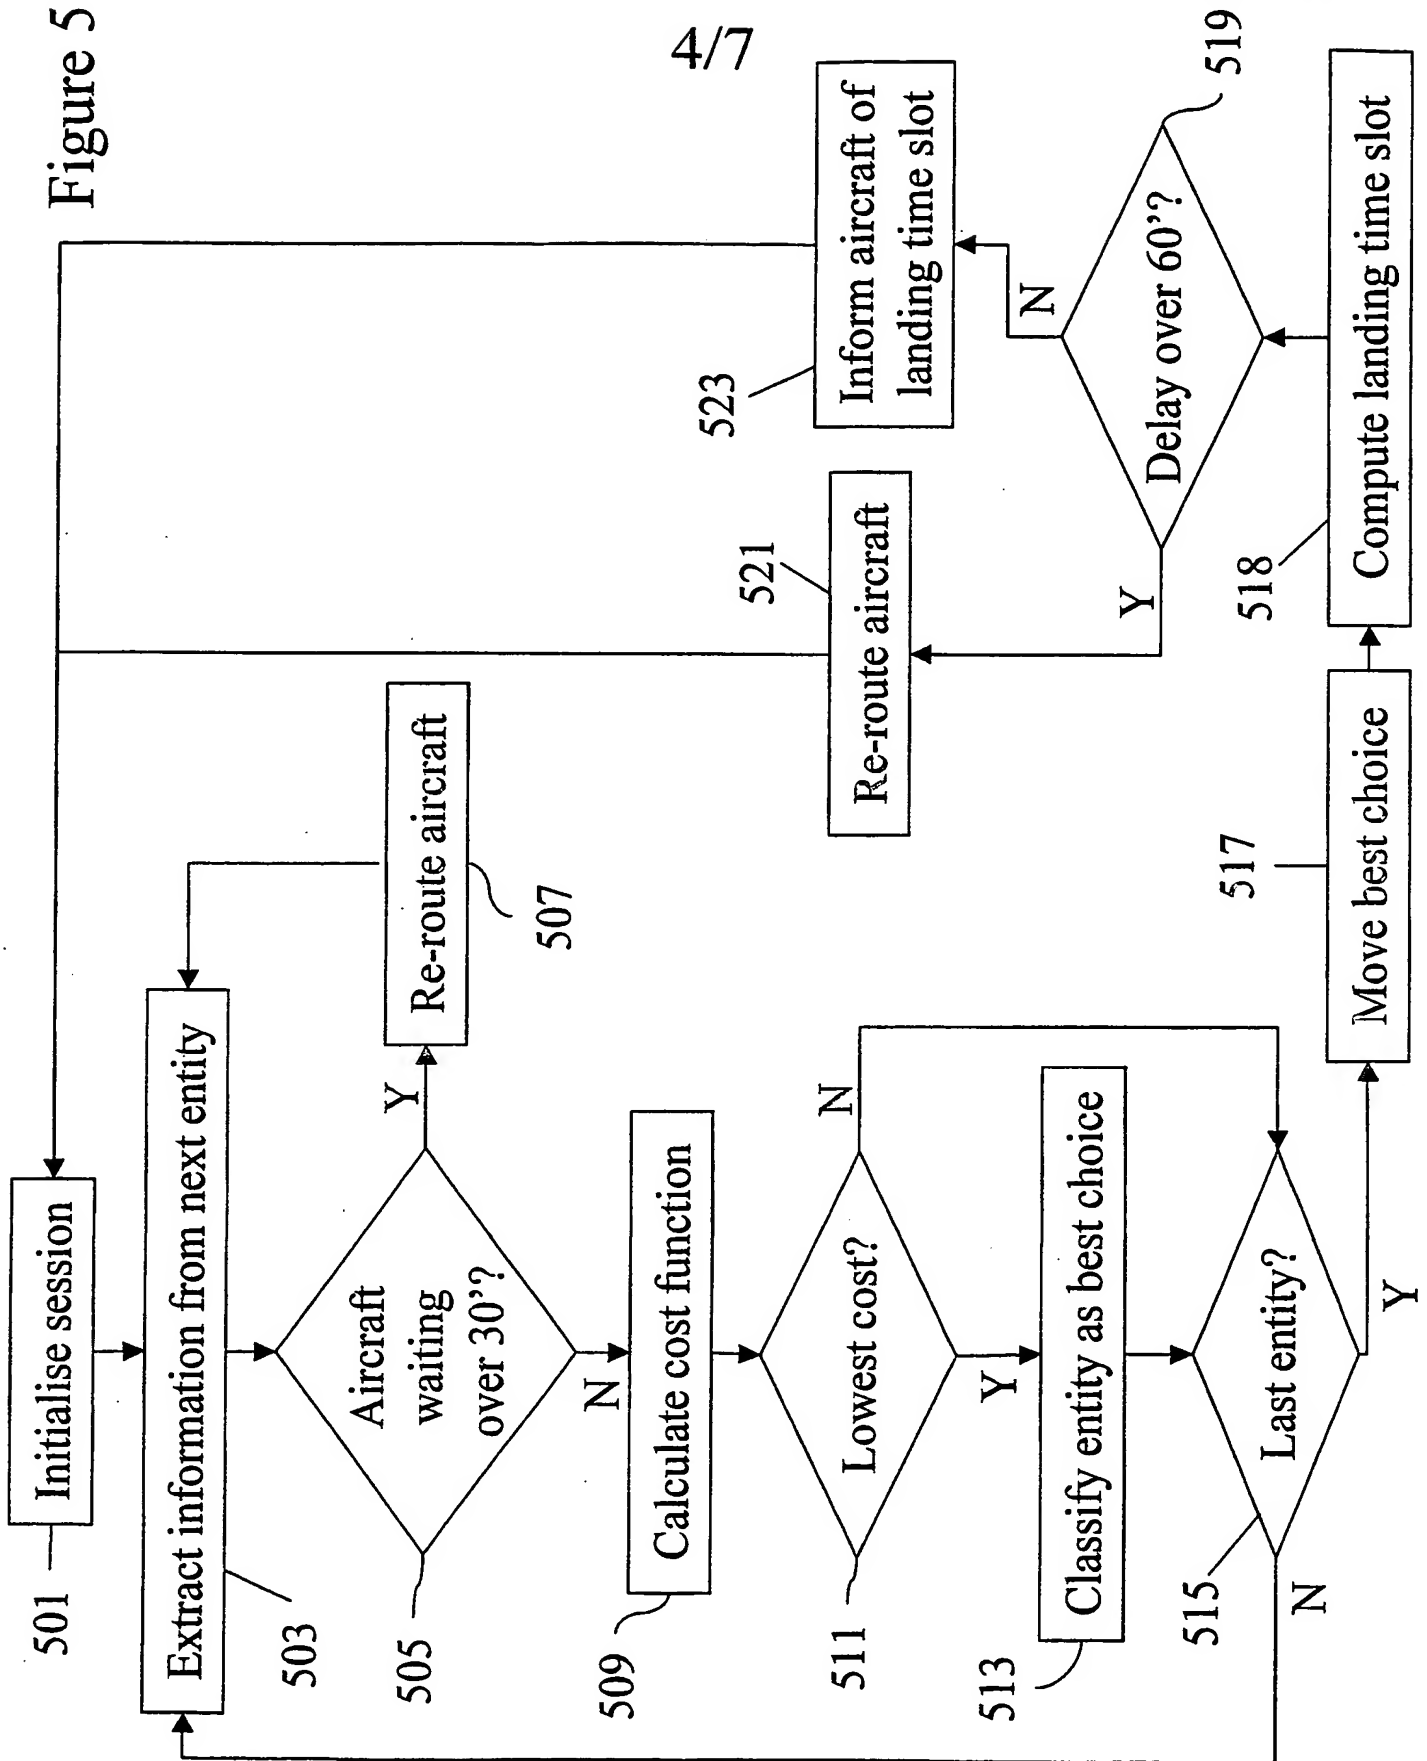 4/7
Figure 5
501
Initialise session
503
Extract information from next entity
505
Aircraft
waiting
over 30'?
Y
507
Re-route aircraft
N
509
Calculate cost function
511
Lowest cost?
N
Y
513
Classify entity as best choice
515
Last entity?
N
Y
517
Move best choice
518
Compute landing time slot
519
Delay over 60'?
Y
521
Re-route aircraft
N
523
Inform aircraft of
landing time slot